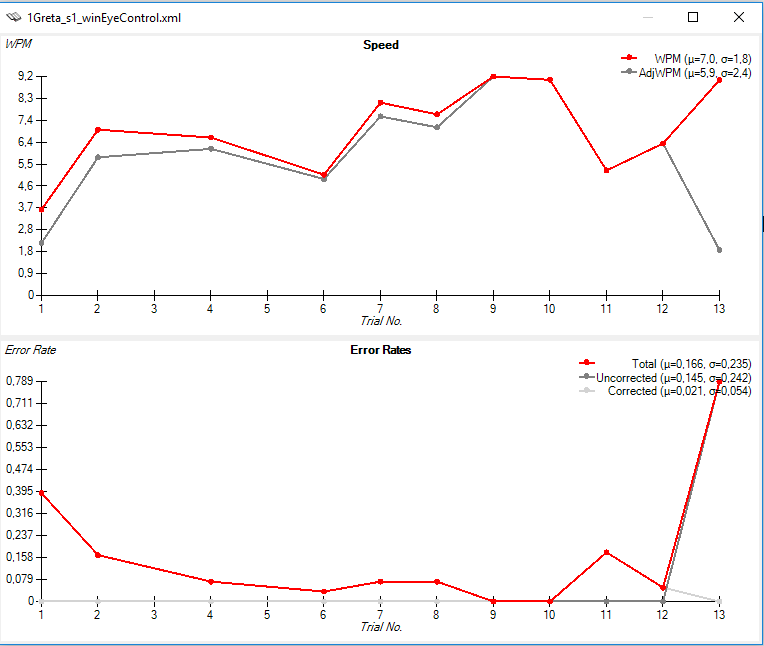 1Greta_s1_winEyeControl.xml
WPM
Speed
WPM (μ=7,0, σ=1,8)
AdjWPM (μ=5,9, σ=2,4)
9,2
8,3
7,4
6,4
5,5
4,6
3,7
2,8
1,8
0,9
0
1 2 3 4 5 6 7 8 9 10 11 12 13
Trial No.
Error Rate
Error Rates
Total (μ=0,166, σ=0,235)
Uncorrected (μ=0,145, σ=0,242)
Corrected (μ=0,021, σ=0,054)
0,789
0,711
0,632
0,553
0,474
0,395
0,316
0,237
0,158
0,079
0
1 2 3 4 5 6 7 8 9 10 11 12 13
Trial No.